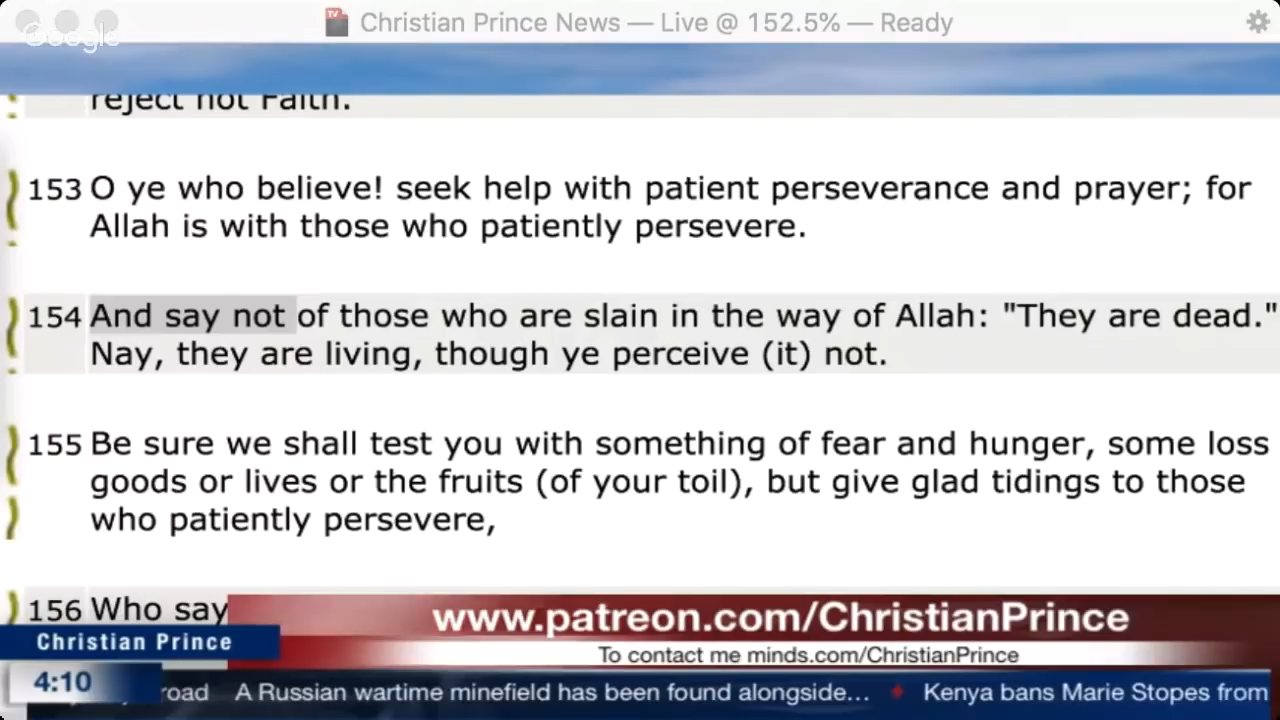 Christian Prince News — Live @ 152.5% — Ready
Google
reject not Faith.
153 O ye who believe! seek help with patient perseverance and prayer; for
Allah is with those who patiently persevere.
154 And say not of those who are slain in the way of Allah: "They are dead."
Nay, they are living, though ye perceive (it) not.
155 Be sure we shall test you with something of fear and hunger, some loss
goods or lives or the fruits (of your toil), but give glad tidings to those
who patiently persevere,
156 Who say
www.patreon.com/ChristianPrince
Christian Prince
To contact me minds.com/ChristianPrince
4:10
road A Russian wartime minefield has been found alongside... Kenya bans Marie Stopes from